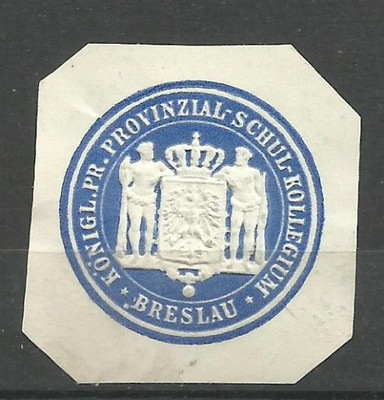 KÖNIGL. PR. PROVINZIAL-SCHUL-KOLLEGIUM
* BRESLAU *